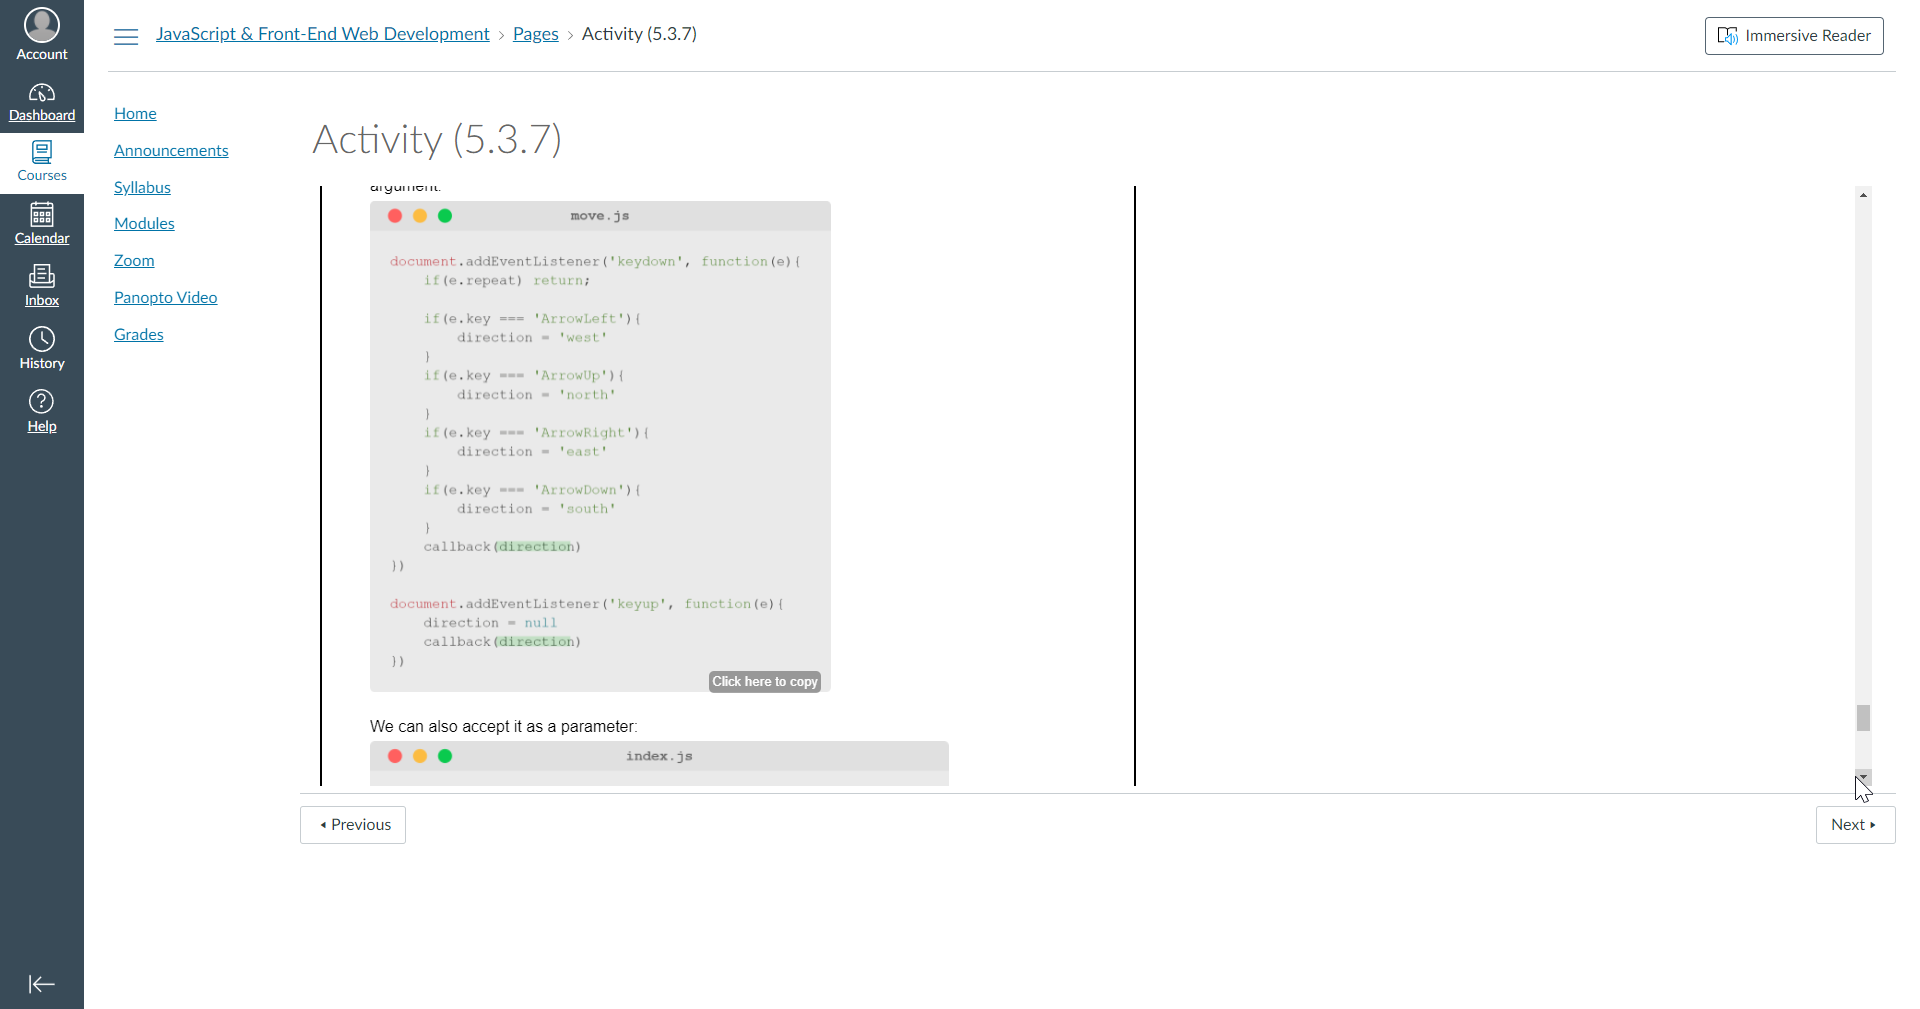 Account
Dashboard
Courses
Calendar
Inbox
History
Help
JavaScript & Front-End Web Development › Pages › Activity (5.3.7)
Immersive Reader
Home
Announcements
Syllabus
Modules
Zoom
Panopto Video
Grades
Activity (5.3.7)
argument.
move.js
document.addEventListener('keydown', function(e){
    if(e.repeat) return;
    if(e.key === 'ArrowLeft'){
        direction = 'west'
    }
    if(e.key === 'ArrowUp'){
        direction = 'north'
    }
    if(e.key === 'ArrowRight'){
        direction = 'east'
    }
    if(e.key === 'ArrowDown'){
        direction = 'south'
    }
    callback(direction)
})
document.addEventListener('keyup', function(e){
    direction = null
    callback(direction)
})
Click here to copy
We can also accept it as a parameter:
index.js
Previous
Next